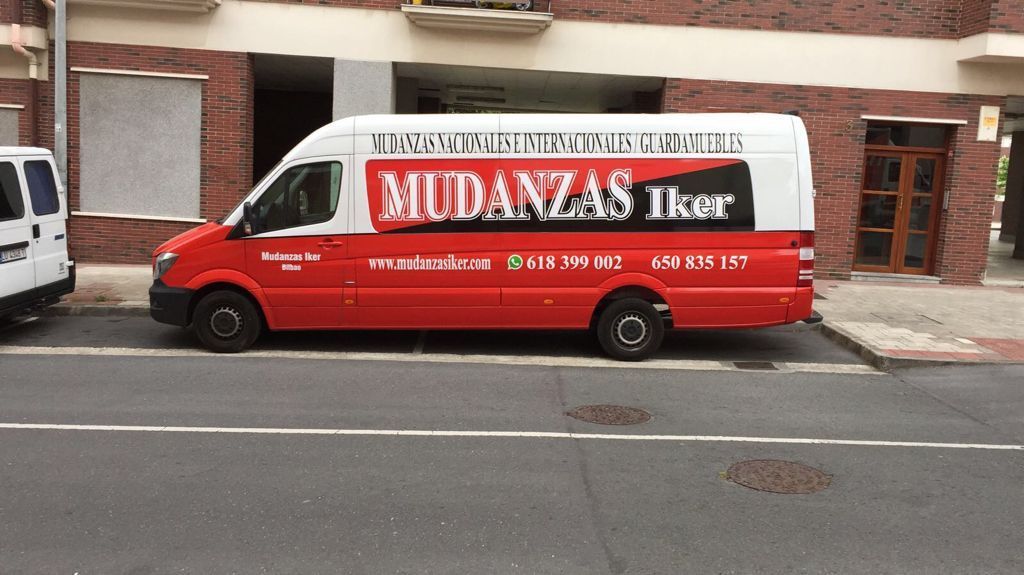 MUDANZAS NACIONALES E INTERNACIONALES / GUARDAMUEBLES
MUDANZAS Iker
Mudanzas Iker
Bilbao
www.mudanzasiker.com 618 399 002 650 835 157